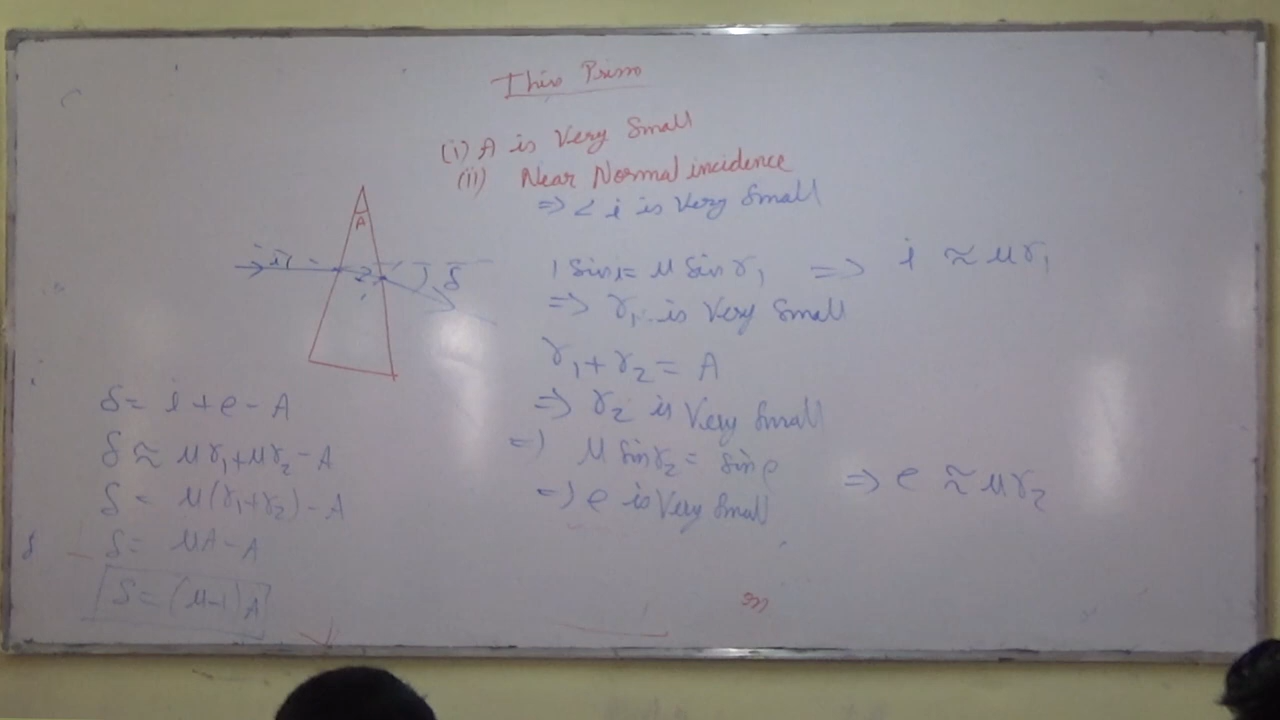 Thin Prism
(i) A is Very Small
(ii) Near Normal incidence
⇒ ∠ i is Very Small
A
i
δ
1 Sin i = μ Sin r₁ ⇒ i ≈ μr₁
⇒ r₁ is Very Small
r₁ + r₂ = A
⇒ r₂ is Very Small
⇒ μ Sin r₂ = Sin e
⇒ e is Very Small ⇒ e ≈ μr₂
δ = i + e - A
δ ≈ μr₁ + μr₂ - A
δ = μ(r₁ + r₂) - A
δ = μA - A
δ = (μ-1)A